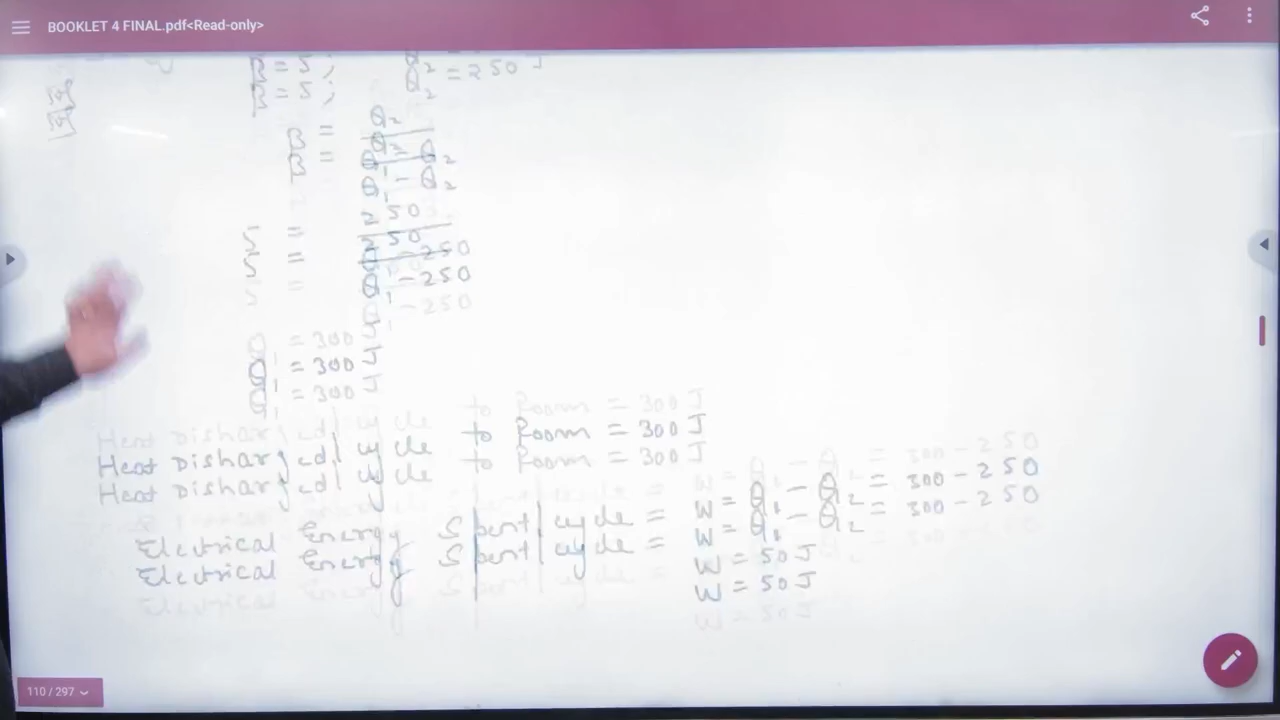 BOOKLET 4 FINAL.pdf<Read-only>
β = 5; Q₂ = 250 J
β = Q₂ / Q₁ - Q₂
5 = 250 / Q₁ - 250
Q₁ = 300 J
Heat Disharged | cycle to Room = 300 J
Electrical Energy Spent | cycle = W = Q₁ - Q₂ = 300 - 250
W = 50 J
110 / 297